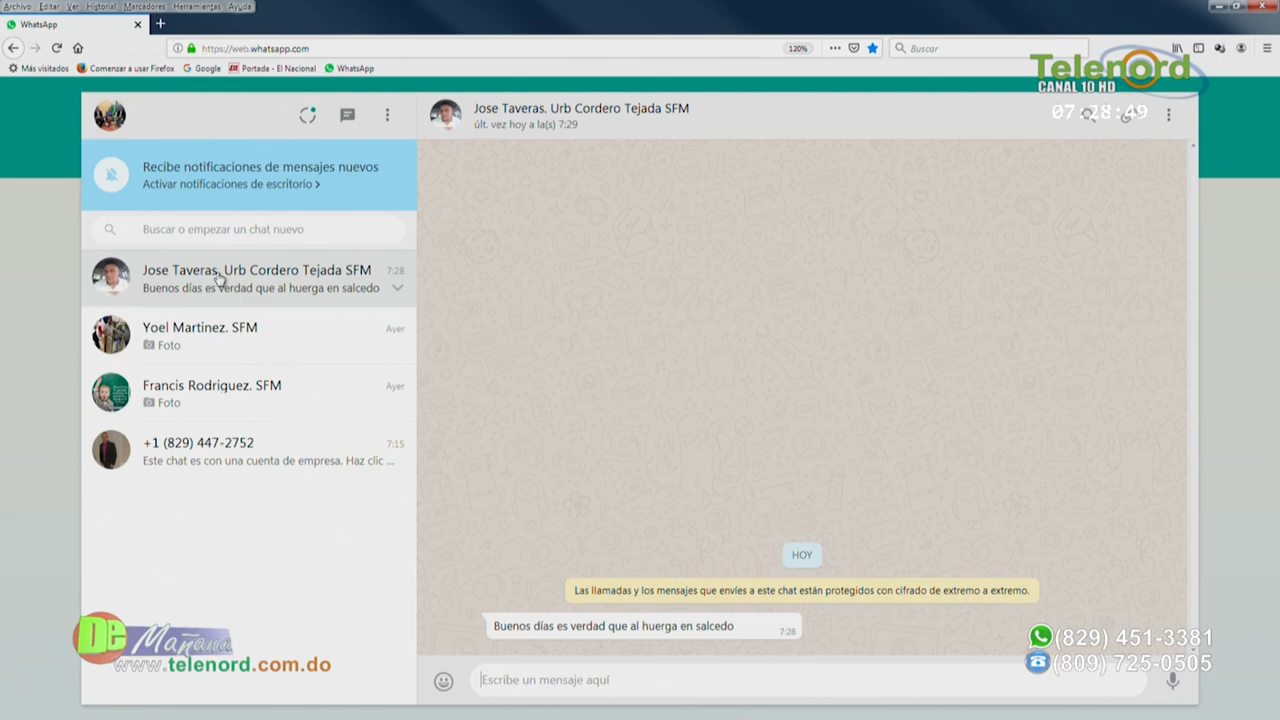 Archivo Editar Ver Historial Marcadores Herramientas Ayuda
WhatsApp
https://web.whatsapp.com
120%
Buscar
Más visitados
Comenzar a usar Firefox
Google
Portada - El Nacional
WhatsApp
Telenord
CANAL 10 HD
07:28:49
Jose Taveras. Urb Cordero Tejada SFM
últ. vez hoy a la(s) 7:29
Recibe notificaciones de mensajes nuevos
Activar notificaciones de escritorio >
Buscar o empezar un chat nuevo
Jose Taveras. Urb Cordero Tejada SFM 7:28
Buenos días es verdad que al huerga en salcedo
Yoel Martinez. SFM Ayer
Foto
Francis Rodriguez. SFM Ayer
Foto
+1 (829) 447-2752 7:15
Este chat es con una cuenta de empresa. Haz clic ...
HOY
Las llamadas y los mensajes que envíes a este chat están protegidos con cifrado de extremo a extremo.
Buenos días es verdad que al huerga en salcedo 7:28
Escribe un mensaje aquí
De Mañana
www.telenord.com.do
(829) 451-3381
(809) 725-0505